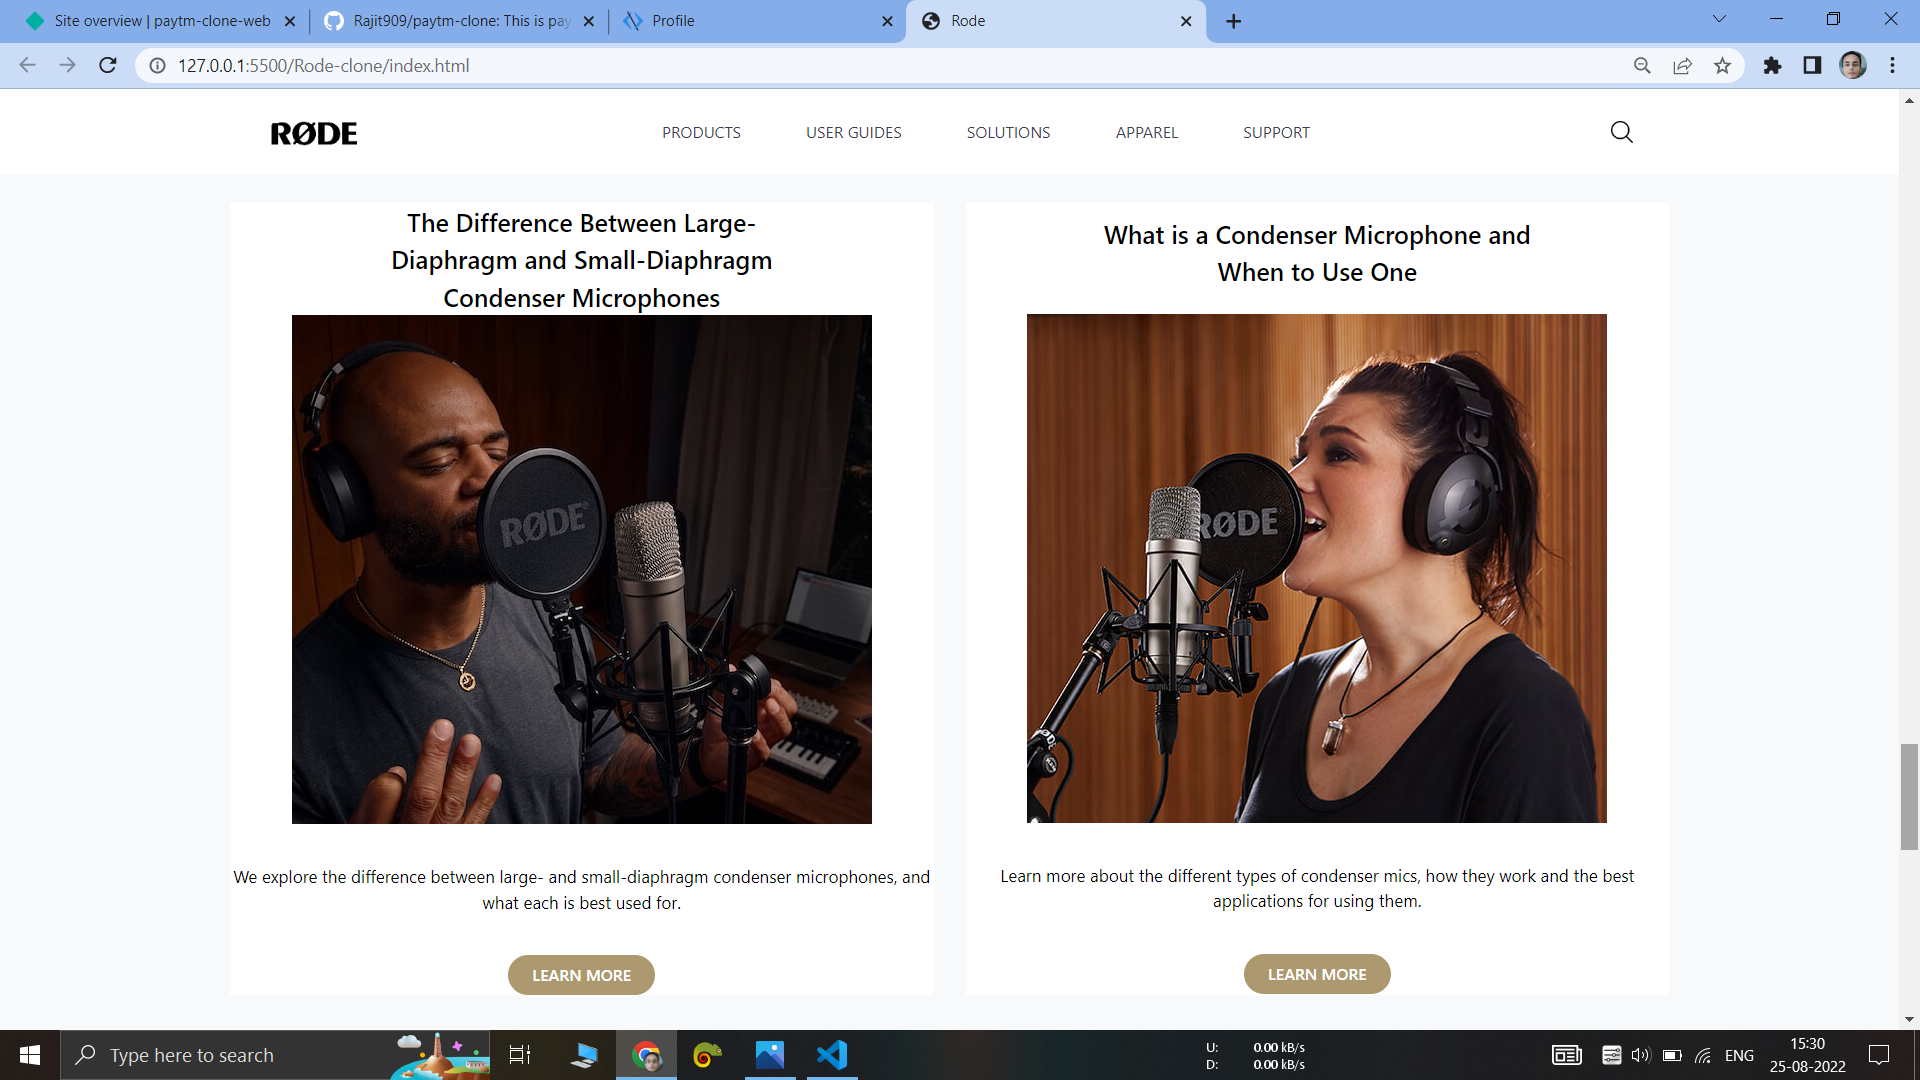 Site overview | paytm-clone-web
Rajit909/paytm-clone: This is pay
Profile
Rode
127.0.0.1:5500/Rode-clone/index.html
RØDE
PRODUCTS
USER GUIDES
SOLUTIONS
APPAREL
SUPPORT
The Difference Between Large-
Diaphragm and Small-Diaphragm
Condenser Microphones
RØDE
We explore the difference between large- and small-diaphragm condenser microphones, and
what each is best used for.
LEARN MORE
What is a Condenser Microphone and
When to Use One
RØDE
Learn more about the different types of condenser mics, how they work and the best
applications for using them.
LEARN MORE
Type here to search
U: 0.00 kB/s
D: 0.00 kB/s
ENG
15:30
25-08-2022